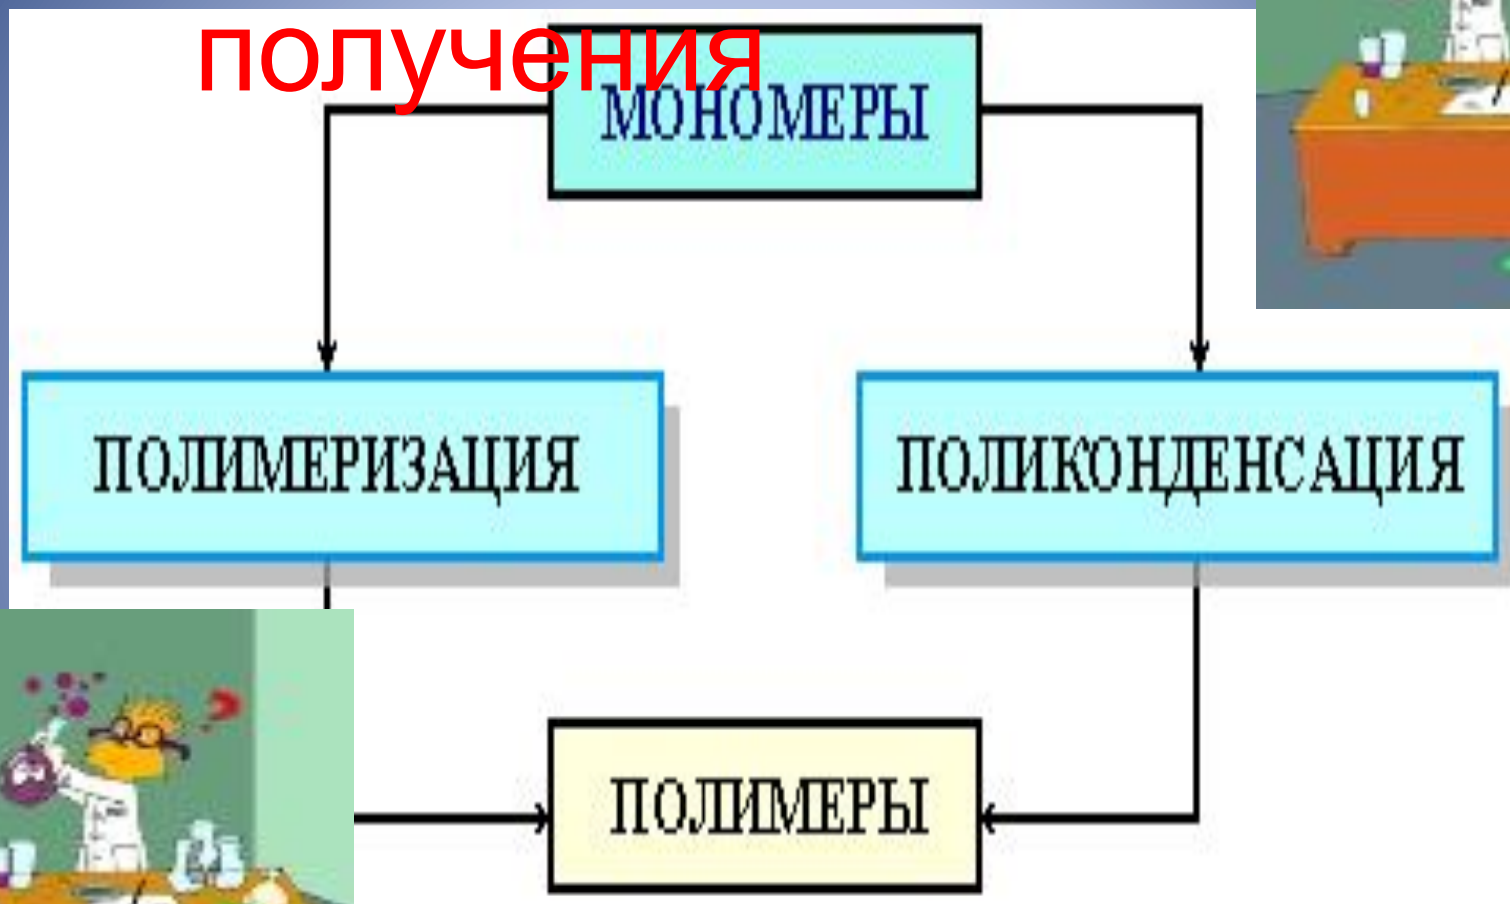 получения
МОНОМЕРЫ
ПОЛИМЕРИЗАЦИЯ
ПОЛИКОНДЕНСАЦИЯ
ПОЛИМЕРЫ